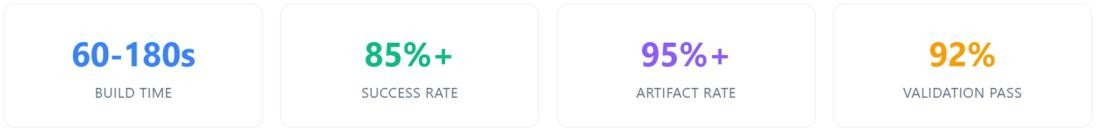 60-180s
BUILD TIME
85%+
SUCCESS RATE
95%+
ARTIFACT RATE
92%
VALIDATION PASS